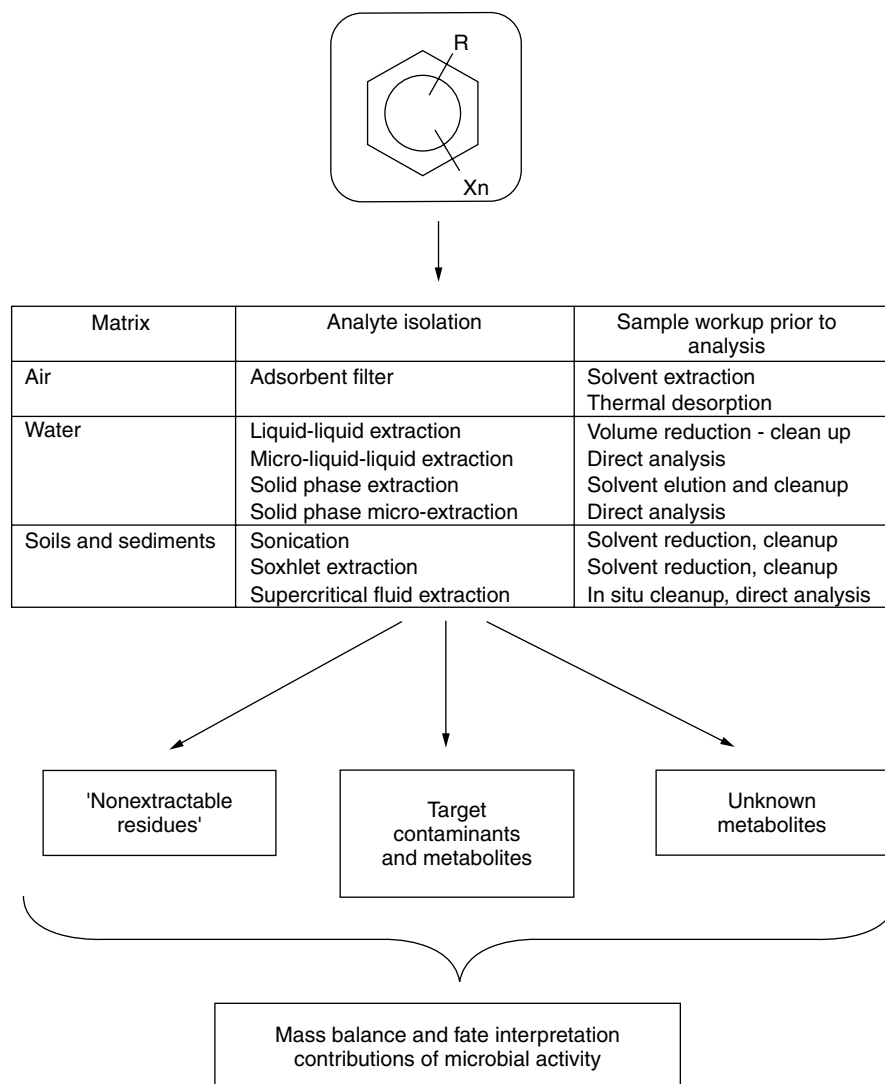 R
Xn
Matrix
Analyte isolation
Sample workup prior to
analysis
Air
Adsorbent filter
Solvent extraction
Thermal desorption
Water
Liquid-liquid extraction
Volume reduction - clean up
Micro-liquid-liquid extraction
Direct analysis
Solid phase extraction
Solvent elution and cleanup
Solid phase micro-extraction
Direct analysis
Soils and sediments
Sonication
Solvent reduction, cleanup
Soxhlet extraction
Solvent reduction, cleanup
Supercritical fluid extraction
In situ cleanup, direct analysis
'Nonextractable
residues'
Target
contaminants
and metabolites
Unknown
metabolites
Mass balance and fate interpretation
contributions of microbial activity